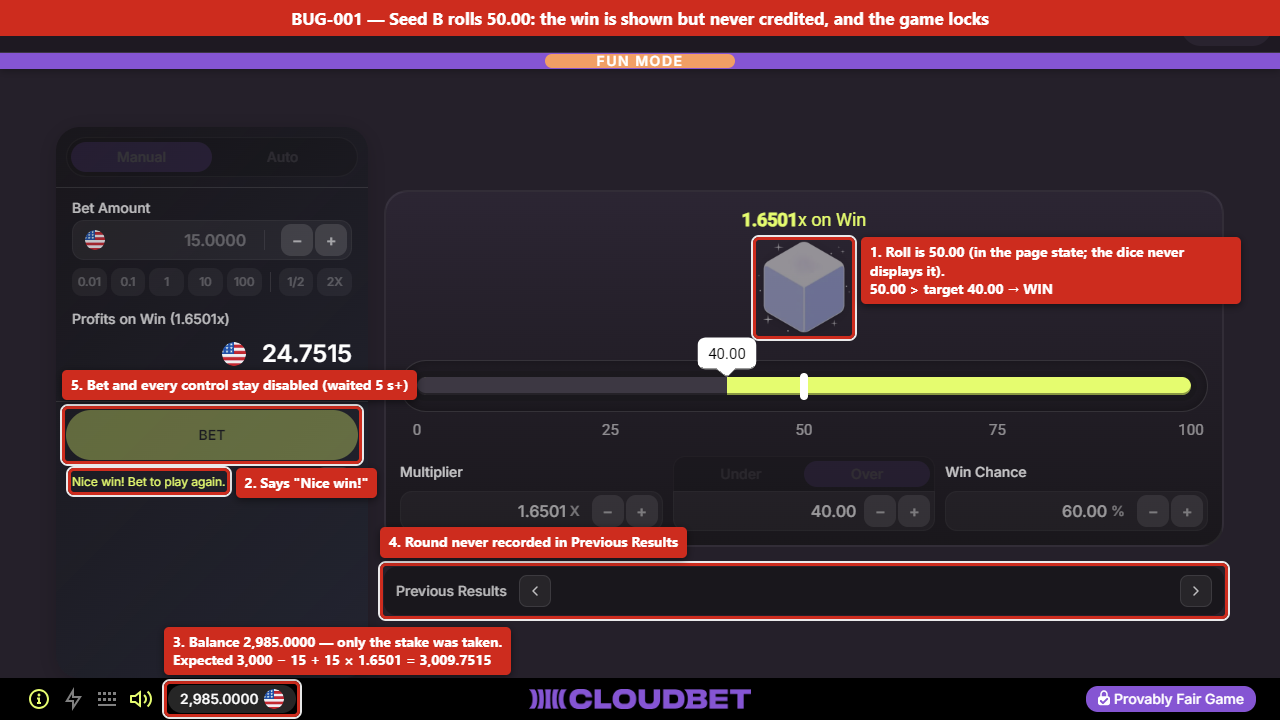 BUG-001 — Seed B rolls 50.00: the win is shown but never credited, and the game locks
FUN MODE
Manual
Auto
Bet Amount
15.0000
−
+
0.01
0.1
1
10
100
1/2
2X
Profits on Win (1.6501x)
24.7515
5. Bet and every control stay disabled (waited 5 s+)
BET
Nice win! Bet to play again.
2. Says "Nice win!"
1.6501x on Win
1. Roll is 50.00 (in the page state; the dice never
displays it).
50.00 > target 40.00 → WIN
40.00
0
25
50
75
100
Multiplier
Under
Over
Win Chance
1.6501 X
−
+
40.00
−
+
60.00 %
−
+
4. Round never recorded in Previous Results
Previous Results
3. Balance 2,985.0000 — only the stake was taken.
Expected 3,000 − 15 + 15 × 1.6501 = 3,009.7515
2,985.0000
CLOUDBET
Provably Fair Game